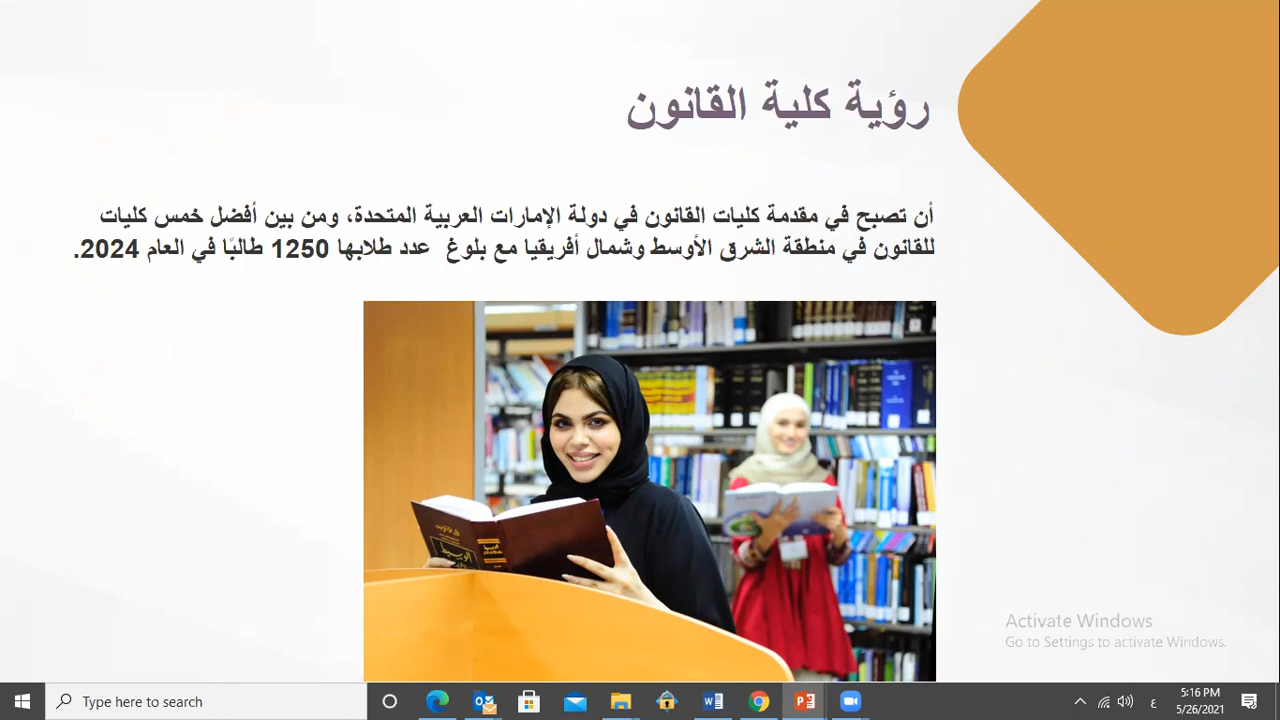 رؤية كلية القانون
أن تصبح في مقدمة كليات القانون في دولة الإمارات العربية المتحدة، ومن بين أفضل خمس كليات
للقانون في منطقة الشرق الأوسط وشمال أفريقيا مع بلوغ عدد طلابها 1250 طالبًا في العام 2024.
الوسيط
Activate Windows
Go to Settings to activate Windows.
Type here to search
ع
5:16 PM
5/26/2021